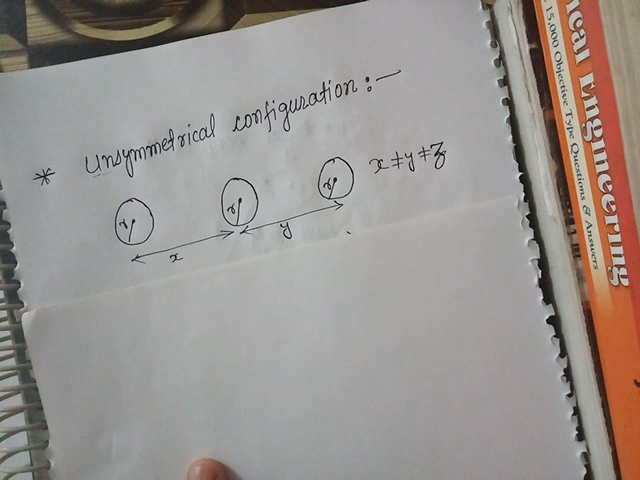 * Unsymmetrical configuration :-
r r r x ≠ y ≠ z
x y
ical Engineering
15,000 Objective Type Questions & Answers